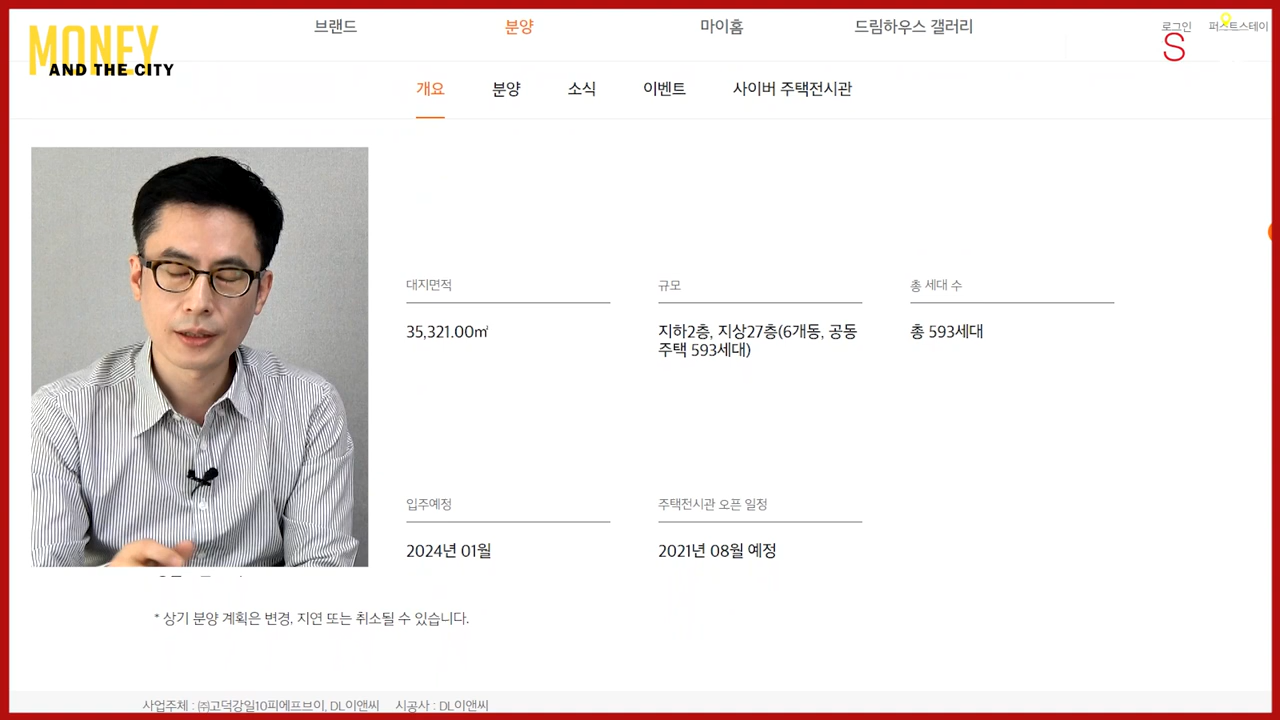 MONEY
AND THE CITY
브랜드
분양
마이홈
드림하우스 갤러리
로그인
퍼스트스테이
S
개요
분양
소식
이벤트
사이버 주택전시관
대지면적
규모
총 세대 수
35,321.00㎡
지하2층, 지상27층(6개동, 공동
주택 593세대)
총 593세대
입주예정
주택전시관 오픈 일정
2024년 01월
2021년 08월 예정
* 상기 분양 계획은 변경, 지연 또는 취소될 수 있습니다.
사업주체 : ㈜고덕강일10피에프브이, DL이앤씨 시공사 : DL이앤씨